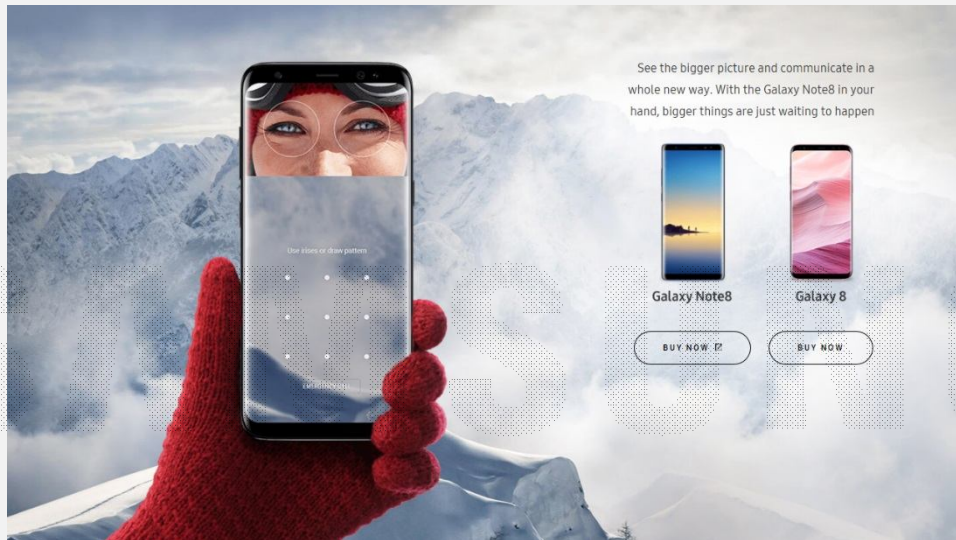 See the bigger picture and communicate in a
whole new way. With the Galaxy Note8 in your
hand, bigger things are just waiting to happen
Use irises or draw pattern
Galaxy Note8
Galaxy 8
BUY NOW
BUY NOW